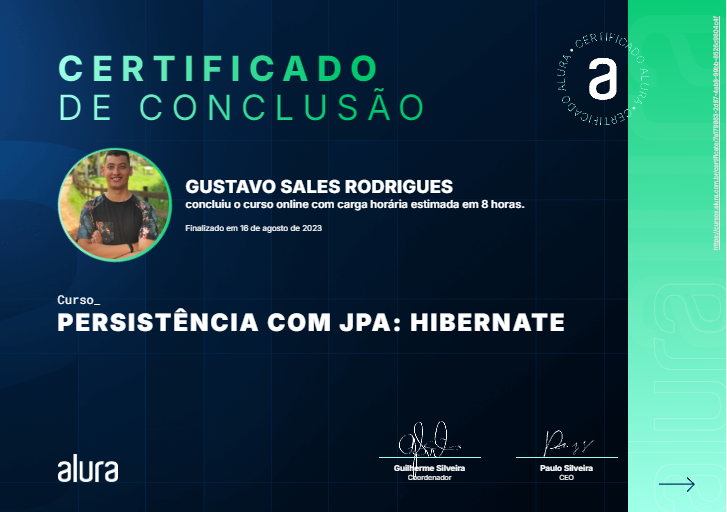 CERTIFICADO
DE CONCLUSÃO
• CERTIFICADO ALURA • CERTIFICADO ALURA
a
GUSTAVO SALES RODRIGUES
concluiu o curso online com carga horária estimada em 8 horas.
Finalizado em 16 de agosto de 2023
Curso_
PERSISTÊNCIA COM JPA: HIBERNATE
Guilherme Silveira
Coordenador
Paulo Silveira
CEO
alura
alura